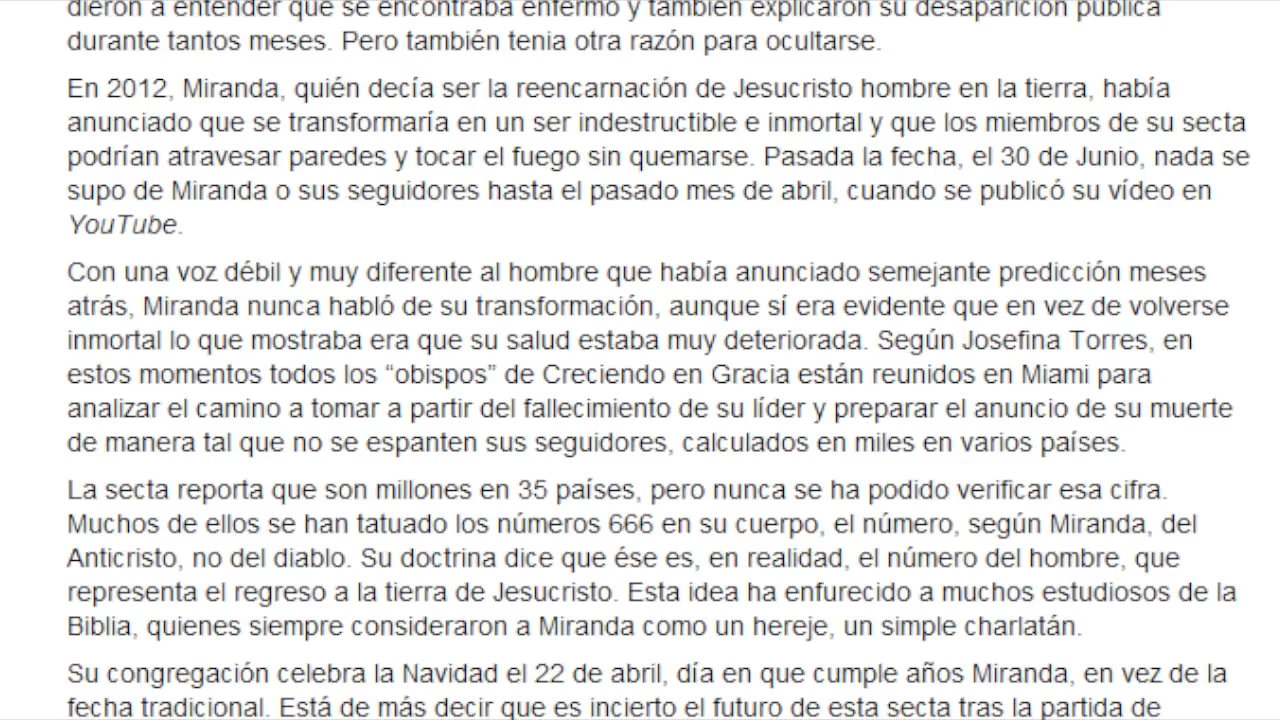 dieron a entender que se encontraba enfermo y también explicaron su desaparición pública
durante tantos meses. Pero también tenia otra razón para ocultarse.
En 2012, Miranda, quién decía ser la reencarnación de Jesucristo hombre en la tierra, había
anunciado que se transformaría en un ser indestructible e inmortal y que los miembros de su secta
podrían atravesar paredes y tocar el fuego sin quemarse. Pasada la fecha, el 30 de Junio, nada se
supo de Miranda o sus seguidores hasta el pasado mes de abril, cuando se publicó su vídeo en
YouTube.
Con una voz débil y muy diferente al hombre que había anunciado semejante predicción meses
atrás, Miranda nunca habló de su transformación, aunque sí era evidente que en vez de volverse
inmortal lo que mostraba era que su salud estaba muy deteriorada. Según Josefina Torres, en
estos momentos todos los “obispos” de Creciendo en Gracia están reunidos en Miami para
analizar el camino a tomar a partir del fallecimiento de su líder y preparar el anuncio de su muerte
de manera tal que no se espanten sus seguidores, calculados en miles en varios países.
La secta reporta que son millones en 35 países, pero nunca se ha podido verificar esa cifra.
Muchos de ellos se han tatuado los números 666 en su cuerpo, el número, según Miranda, del
Anticristo, no del diablo. Su doctrina dice que ése es, en realidad, el número del hombre, que
representa el regreso a la tierra de Jesucristo. Esta idea ha enfurecido a muchos estudiosos de la
Biblia, quienes siempre consideraron a Miranda como un hereje, un simple charlatán.
Su congregación celebra la Navidad el 22 de abril, día en que cumple años Miranda, en vez de la
fecha tradicional. Está de más decir que es incierto el futuro de esta secta tras la partida de